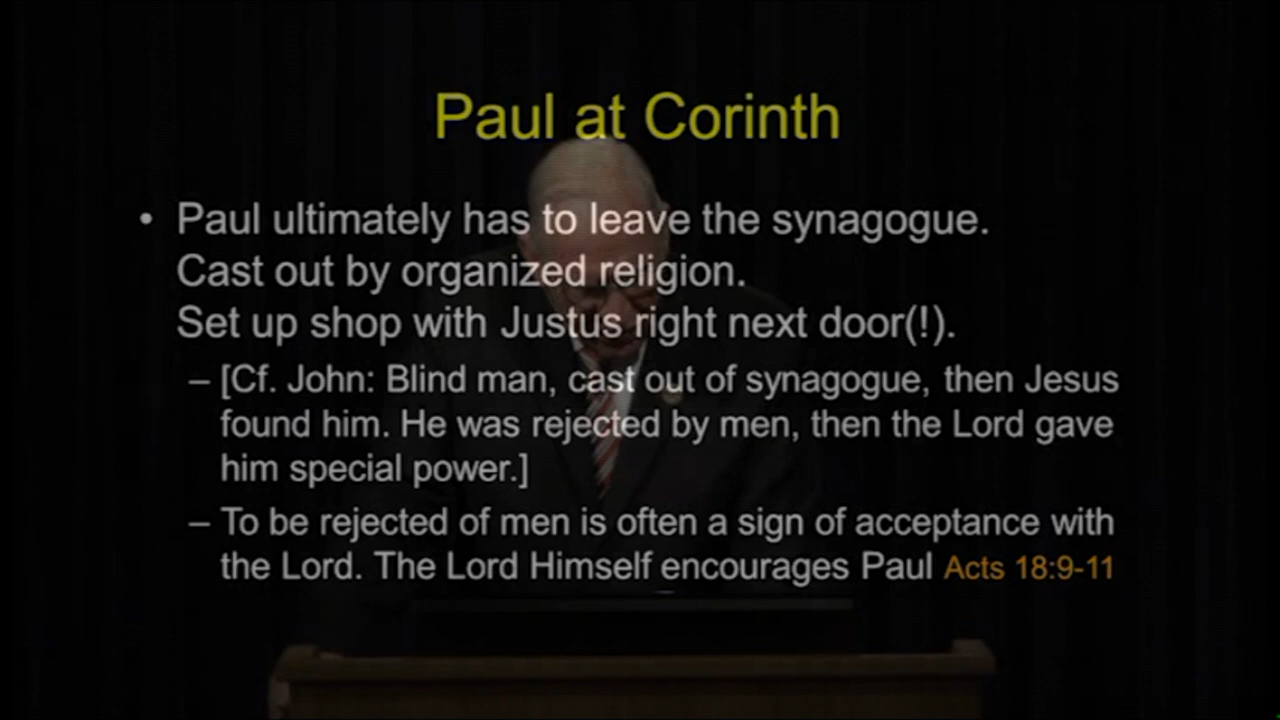 Paul at Corinth
• Paul ultimately has to leave the synagogue.
Cast out by organized religion.
Set up shop with Justus right next door(!).
– [Cf. John: Blind man, cast out of synagogue, then Jesus
found him. He was rejected by men, then the Lord gave
him special power.]
– To be rejected of men is often a sign of acceptance with
the Lord. The Lord Himself encourages Paul Acts 18:9-11